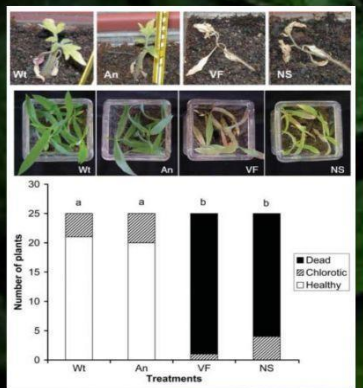 Wt An VF NS
Wt An VF NS
Number of plants
30
25
20
15
10
5
0
a a b b
Dead
Chlorotic
Healthy
Wt An VF NS
Treatments